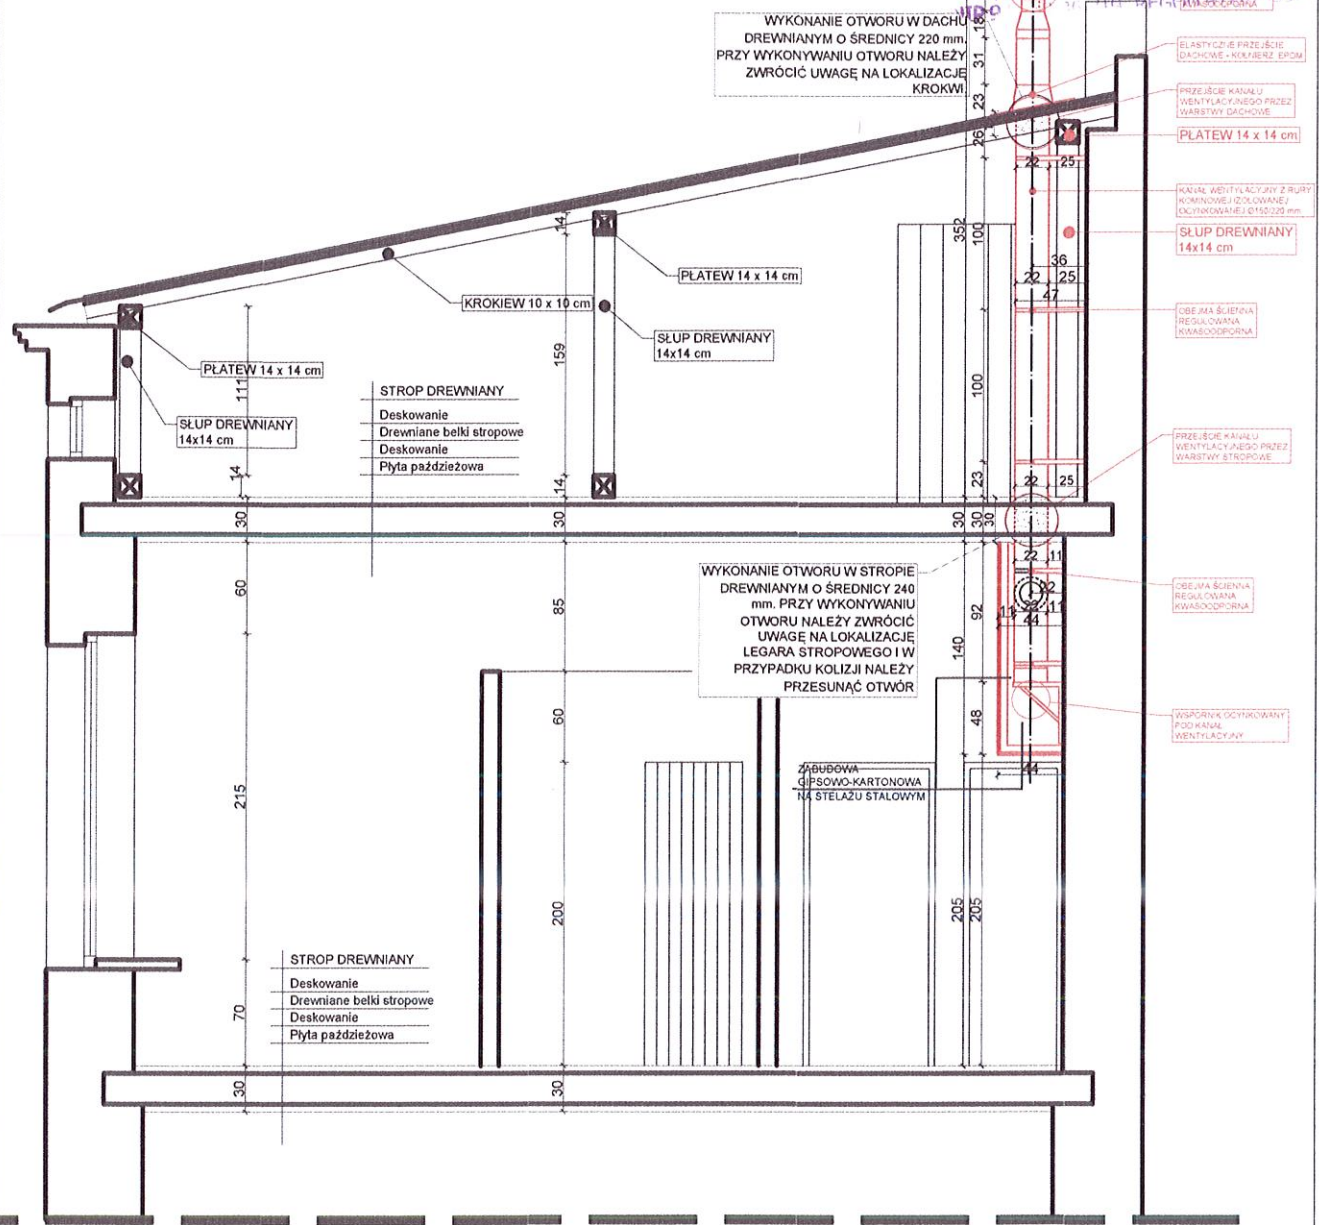 WYKONANIE OTWORU W DACHU
DREWNIANYM O ŚREDNICY 220 mm.
PRZY WYKONYWANIU OTWORU NALEŻY
ZWRÓCIĆ UWAGĘ NA LOKALIZACJĘ
KROKWI
KWASOODPORNA
ELASTYCZNE PRZEJŚCIE
DACHOWE - KOŁNIERZ EPDM
PRZEJŚCIE KANAŁU
WENTYLACYJNEGO PRZEZ
WARSTWY DACHOWE
PŁATEW 14 x 14 cm
KANAŁ WENTYLACYJNY Z RURY
KOMINOWEJ IZOLOWANEJ
OCYNKOWANEJ Ø150/220 mm
SŁUP DREWNIANY
14x14 cm
OBEJMA ŚCIENNA
REGULOWANA
KWASOODPORNA
PRZEJŚCIE KANAŁU
WENTYLACYJNEGO PRZEZ
WARSTWY STROPOWE
OBEJMA ŚCIENNA
REGULOWANA
KWASOODPORNA
WSPORNIK OCYNKOWANY
POD KANAŁ
WENTYLACYJNY
18
31
23
26
352
100
100
23
30
30
30
22
25
36
22
25
47
22
25
22
11
22
22
11
11
44
92
140
48
44
205
205
PŁATEW 14 x 14 cm
KROKIEW 10 x 10 cm
SŁUP DREWNIANY
14x14 cm
PŁATEW 14 x 14 cm
SŁUP DREWNIANY
14x14 cm
STROP DREWNIANY
Deskowanie
Drewniane belki stropowe
Deskowanie
Płyta paździeżowa
111
14
30
60
215
70
30
14
159
14
30
85
60
200
30
WYKONANIE OTWORU W STROPIE
DREWNIANYM O ŚREDNICY 240
mm. PRZY WYKONYWANIU
OTWORU NALEŻY ZWRÓCIĆ
UWAGĘ NA LOKALIZACJĘ
LEGARA STROPOWEGO I W
PRZYPADKU KOLIZJI NALEŻY
PRZESUNĄĆ OTWÓR
ZABUDOWA
GIPSOWO-KARTONOWA
NA STELAŻU STALOWYM
STROP DREWNIANY
Deskowanie
Drewniane belki stropowe
Deskowanie
Płyta paździeżowa